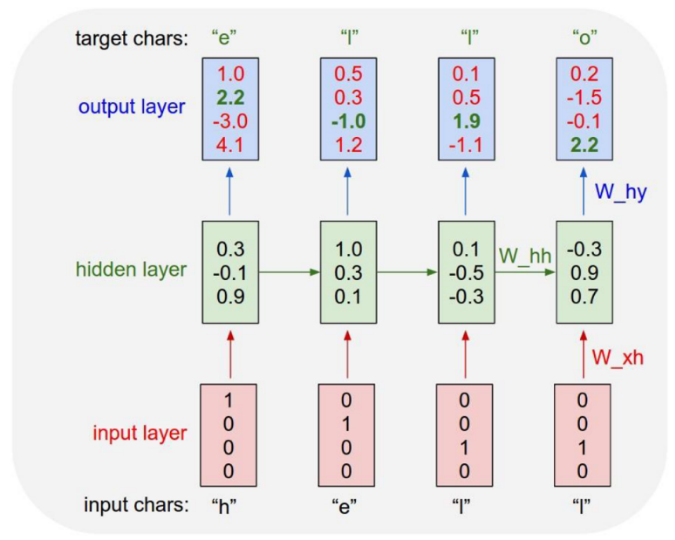 target chars: “e” “l” “l” “o”
output layer
1.0 0.5 0.1 0.2
2.2 0.3 0.5 -1.5
-3.0 -1.0 1.9 -0.1
4.1 1.2 -1.1 2.2
W_hy
hidden layer
0.3 1.0 0.1 -0.3
-0.1 0.3 -0.5 0.9
0.9 0.1 -0.3 0.7
W_hh
W_xh
input layer
1 0 0 0
0 1 0 0
0 0 1 1
0 0 0 0
input chars: “h” “e” “l” “l”